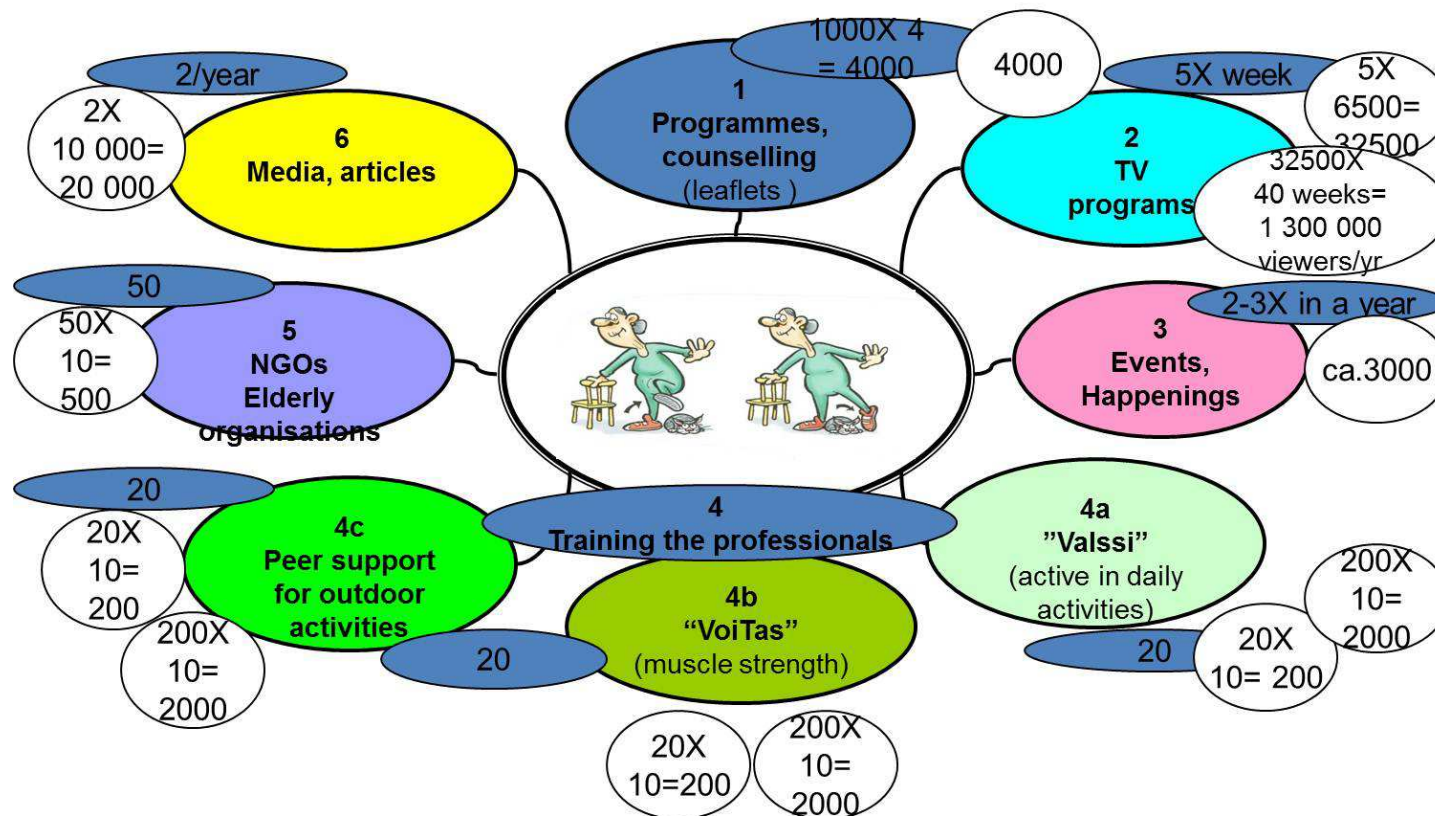 1000X 4
= 4000
4000
1
Programmes,
counselling
(leaflets )
5X week
5X
6500=
32500
2
TV
programs
32500X
40 weeks=
1 300 000
viewers/yr
2-3X in a year
3
Events,
Happenings
ca.3000
4
Training the professionals
4a
”Valssi”
(active in daily
activities)
20
20X
10= 200
200X
10=
2000
4b
“VoiTas”
(muscle strength)
20
20X
10=200
200X
10=
2000
4c
Peer support
for outdoor
activities
20
20X
10=
200
200X
10=
2000
50
5
NGOs
Elderly
organisations
50X
10=
500
2/year
6
Media, articles
2X
10 000=
20 000